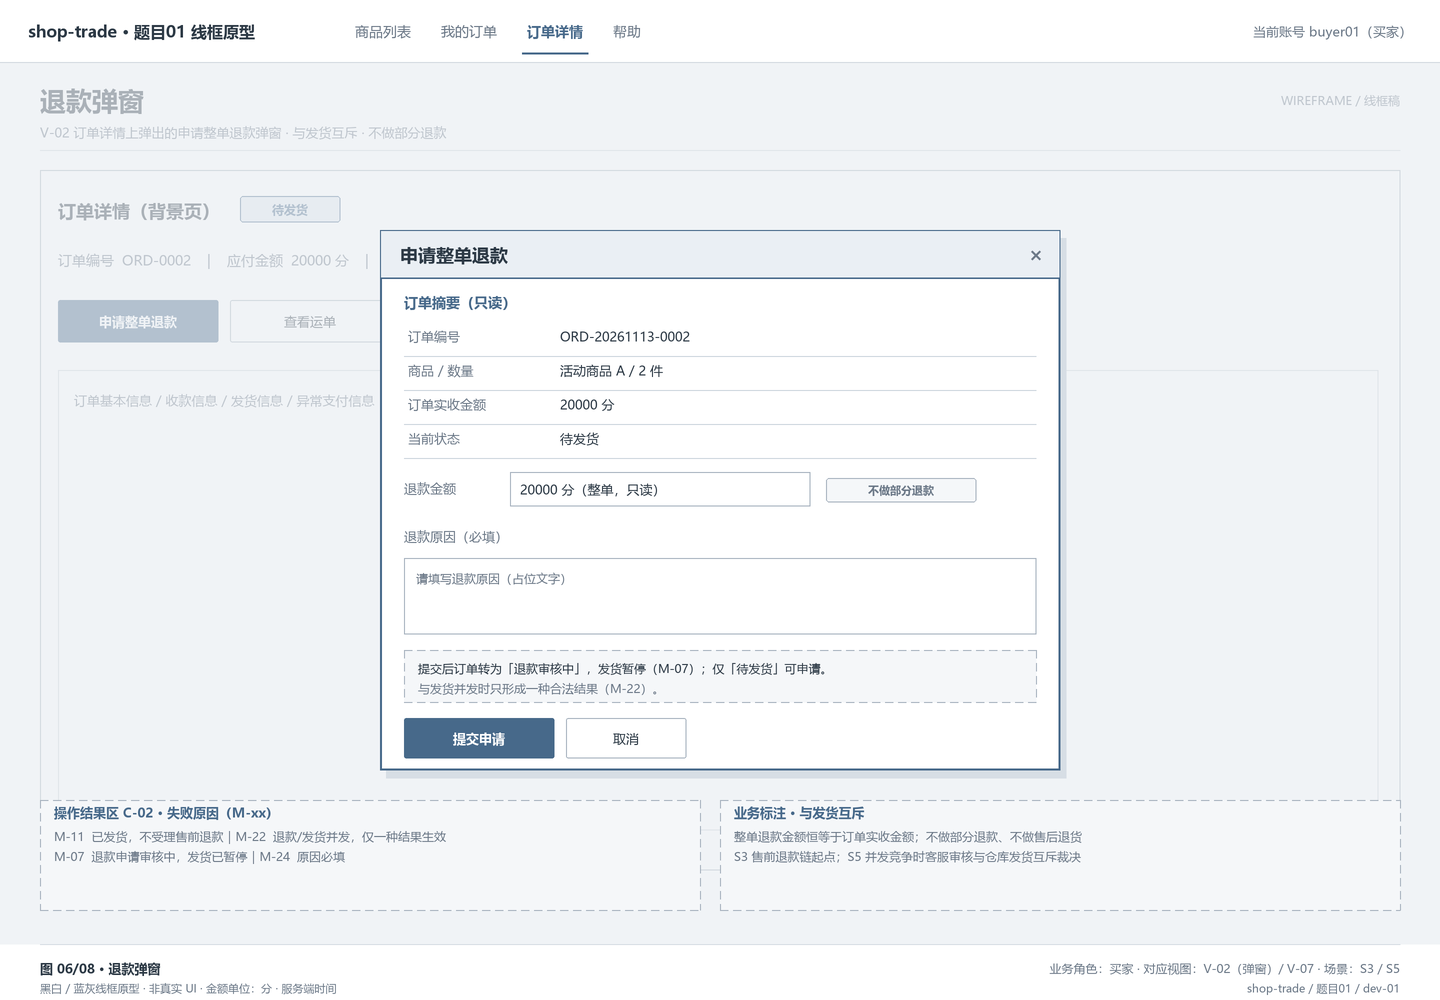 shop-trade • 题目01 线框原型
商品列表 我的订单 订单详情 帮助
当前账号 buyer01（买家）
退款弹窗
WIREFRAME / 线框稿
V-02 订单详情上弹出的申请整单退款弹窗 · 与发货互斥 · 不做部分退款
订单详情（背景页） 待发货
订单编号 ORD-0002 | 应付金额 20000 分 |
申请整单退款 查看运单
订单基本信息 / 收款信息 / 发货信息 / 异常支付信息
申请整单退款 ×
订单摘要（只读）
订单编号 ORD-20261113-0002
商品 / 数量 活动商品 A / 2 件
订单实收金额 20000 分
当前状态 待发货
退款金额 20000 分（整单，只读） 不做部分退款
退款原因（必填）
请填写退款原因（占位文字）
提交后订单转为「退款审核中」，发货暂停（M-07）；仅「待发货」可申请。
与发货并发时只形成一种合法结果（M-22）。
提交申请 取消
操作结果区 C-02 • 失败原因（M-xx）
M-11 已发货，不受理售前退款 | M-22 退款/发货并发，仅一种结果生效
M-07 退款申请审核中，发货已暂停 | M-24 原因必填
业务标注 • 与发货互斥
整单退款金额恒等于订单实收金额；不做部分退款、不做售后退货
S3 售前退款链起点；S5 并发竞争时客服审核与仓库发货互斥裁决
图 06/08 • 退款弹窗
黑白 / 蓝灰线框原型 · 非真实 UI · 金额单位：分 · 服务端时间
业务角色：买家 · 对应视图：V-02（弹窗）/ V-07 · 场景：S3 / S5
shop-trade / 题目01 / dev-01